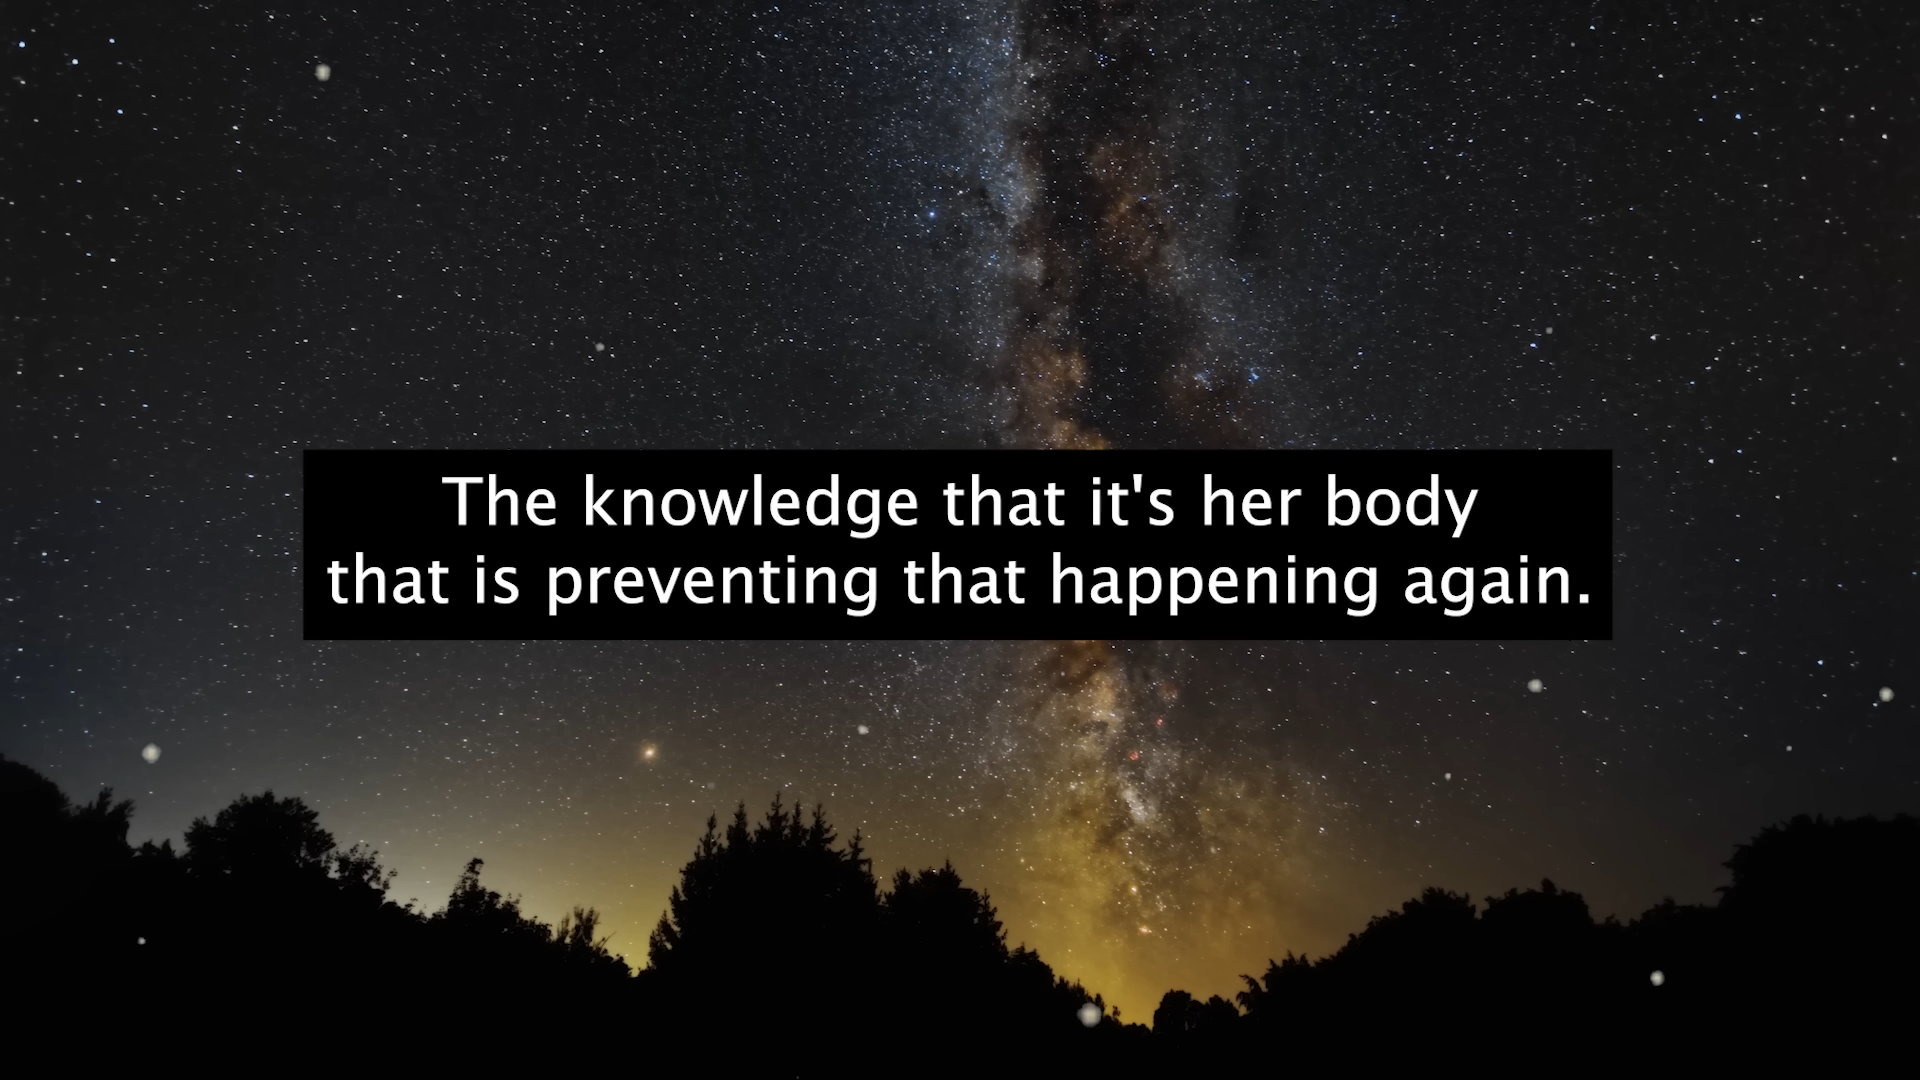 The knowledge that it's her body
that is preventing that happening again.